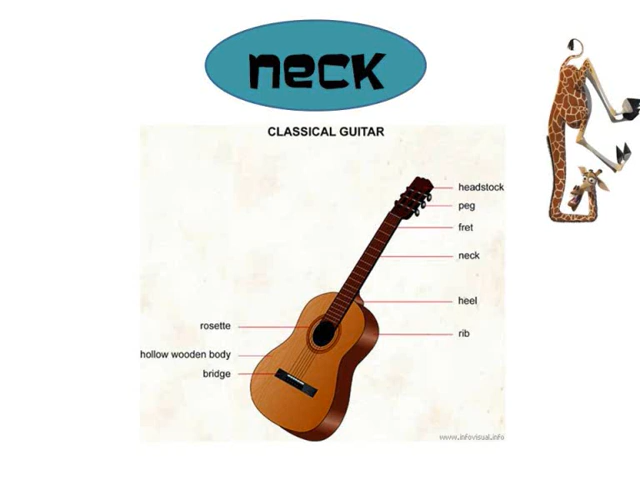 neck
CLASSICAL GUITAR
headstock
peg
fret
neck
heel
rosette
rib
hollow wooden body
bridge
www.infovisual.info